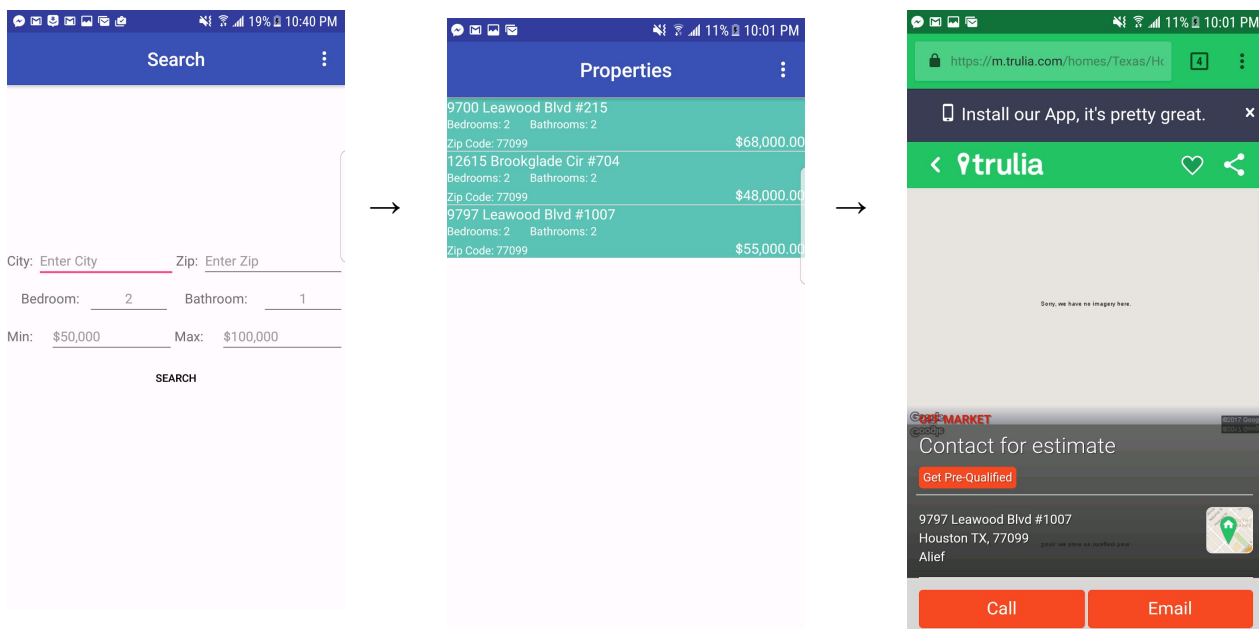 19% 10:40 PM
Search
City: Enter City Zip: Enter Zip
Bedroom: 2 Bathroom: 1
Min: $50,000 Max: $100,000
SEARCH
→
11% 10:01 PM
Properties
9700 Leawood Blvd #215
Bedrooms: 2 Bathrooms: 2
Zip Code: 77099 $68,000.00
12615 Brookglade Cir #704
Bedrooms: 2 Bathrooms: 2
Zip Code: 77099 $48,000.00
9797 Leawood Blvd #1007
Bedrooms: 2 Bathrooms: 2
Zip Code: 77099 $55,000.00
→
11% 10:01 PM
https://m.trulia.com/homes/Texas/Ho 4
Install our App, it's pretty great. ×
trulia
Sorry, we have no imagery here.
Google
OFF MARKET
Google
©2017 Goog
Contact for estimate
Get Pre-Qualified
9797 Leawood Blvd #1007
Houston TX, 77099
Alief
Call Email